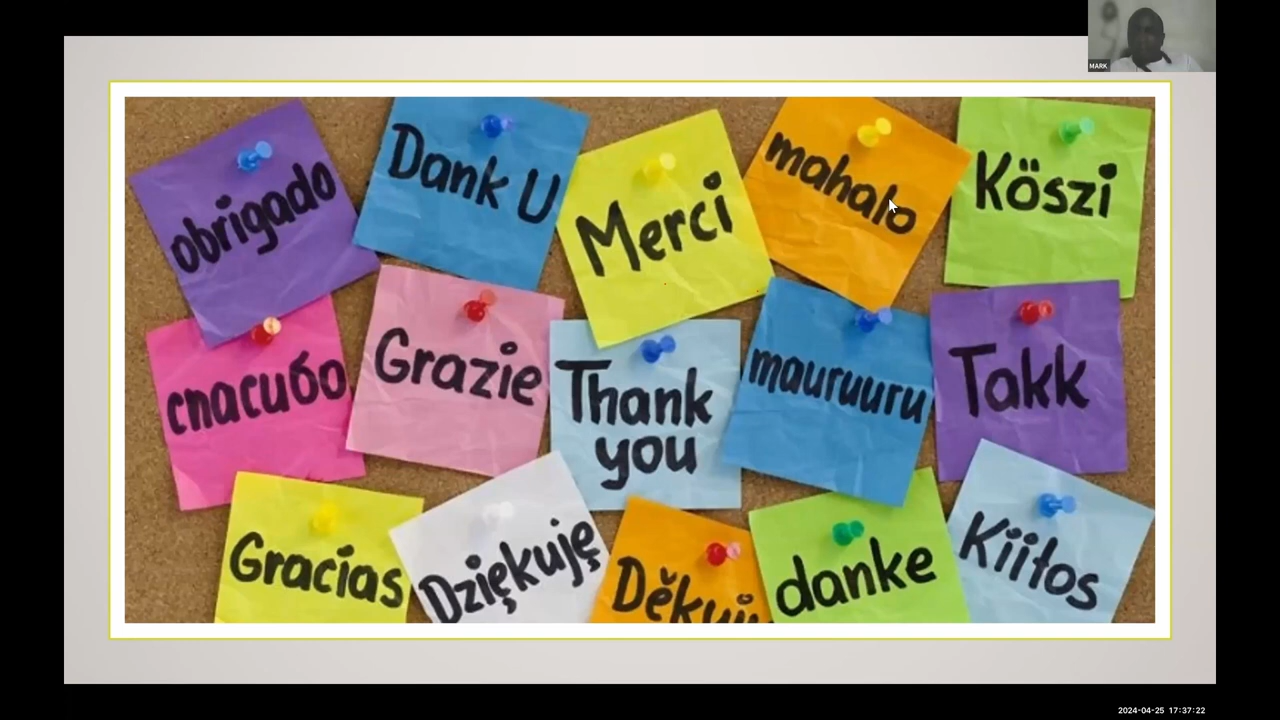 MARK
obrigado
Dank U
Merci
mahalo
Köszi
спасибо
Grazie
Thank
you
mauruuru
Takk
Gracias
Dziękuję
danke
Kiitos
2024-04-25 17:37:22